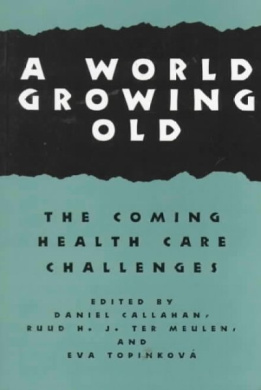 A WORLD
GROWING
OLD
THE COMING
HEALTH CARE
CHALLENGES
EDITED BY
DANIEL CALLAHAN,
RUUD H. J. TER MEULEN,
AND
EVA TOPINKOVÁ